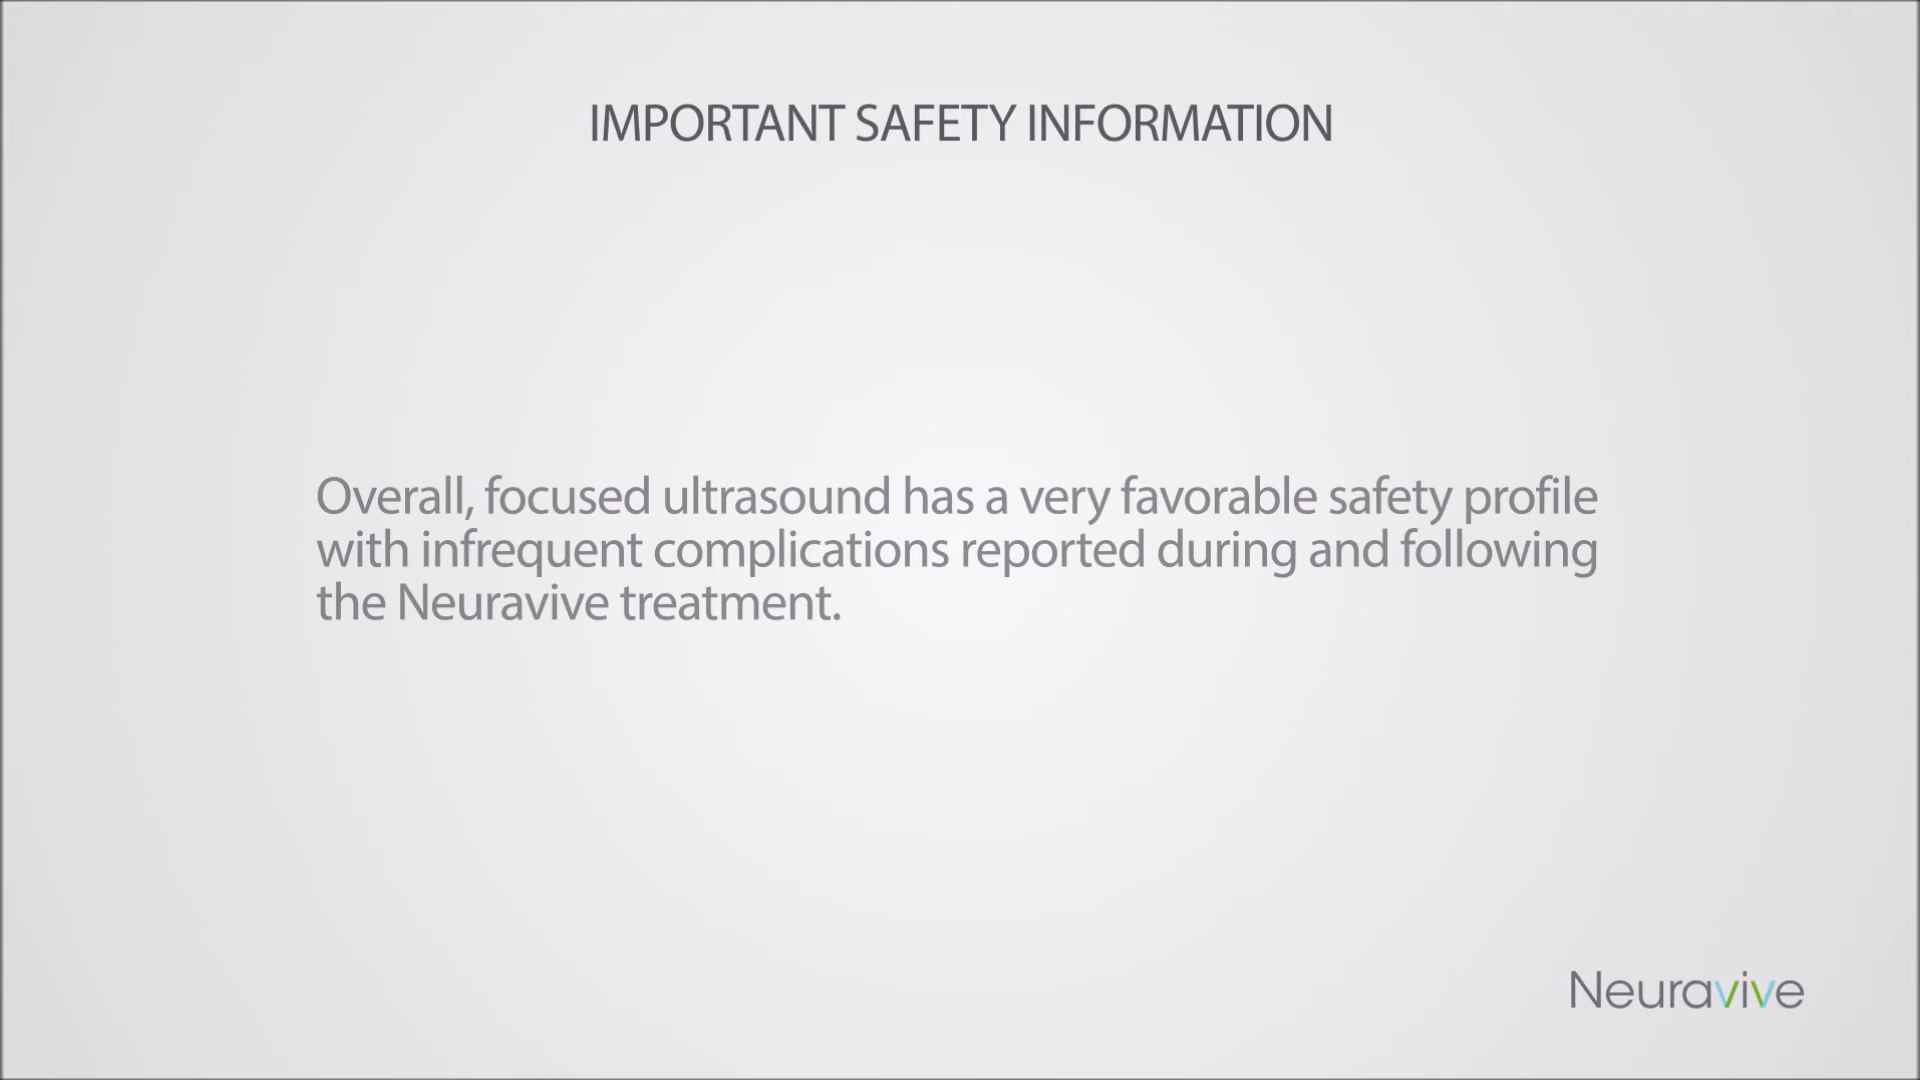 IMPORTANT SAFETY INFORMATION
Overall, focused ultrasound has a very favorable safety profile
with infrequent complications reported during and following
the Neuravive treatment.
Neuravive